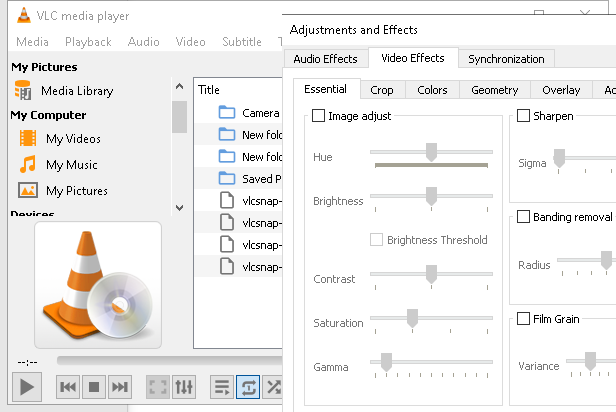 VLC media player
Media Playback Audio Video Subtitle
My Pictures
Media Library
My Computer
My Videos
My Music
My Pictures
Devices
Title
Camera
New fold
New fold
Saved P
vlcsnap-
vlcsnap-
vlcsnap-
vlcsnap-
--:--
Adjustments and Effects
Audio Effects Video Effects Synchronization
Essential Crop Colors Geometry Overlay
Image adjust
Hue
Brightness
Brightness Threshold
Contrast
Saturation
Gamma
Sharpen
Sigma
Banding removal
Radius
Film Grain
Variance